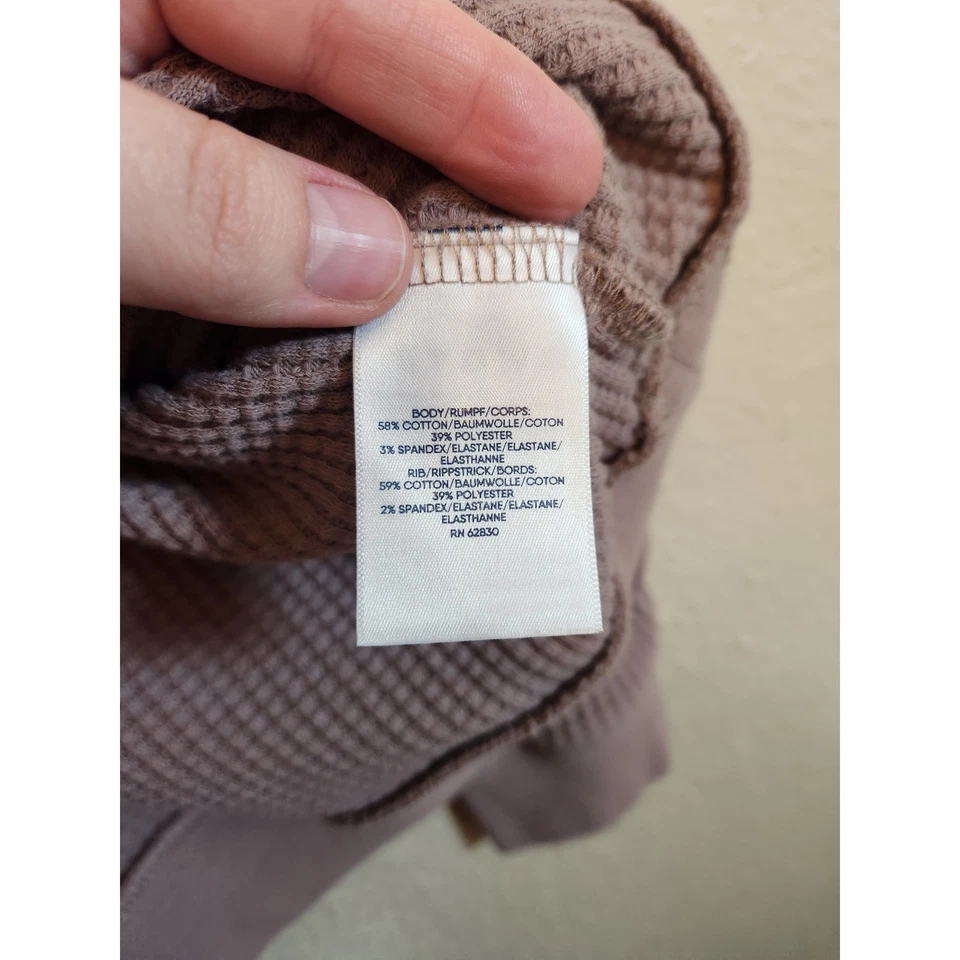 BODY/RUMPF/CORPS:
58% COTTON/BAUMWOLLE/COTON
39% POLYESTER
3% SPANDEX/ELASTANE/ELASTANE/
ELASTHANNE
RIB/RIPPSTRICK/BORDS:
59% COTTON/BAUMWOLLE/COTON
39% POLYESTER
2% SPANDEX/ELASTANE/ELASTANE/
ELASTHANNE
RN 62830